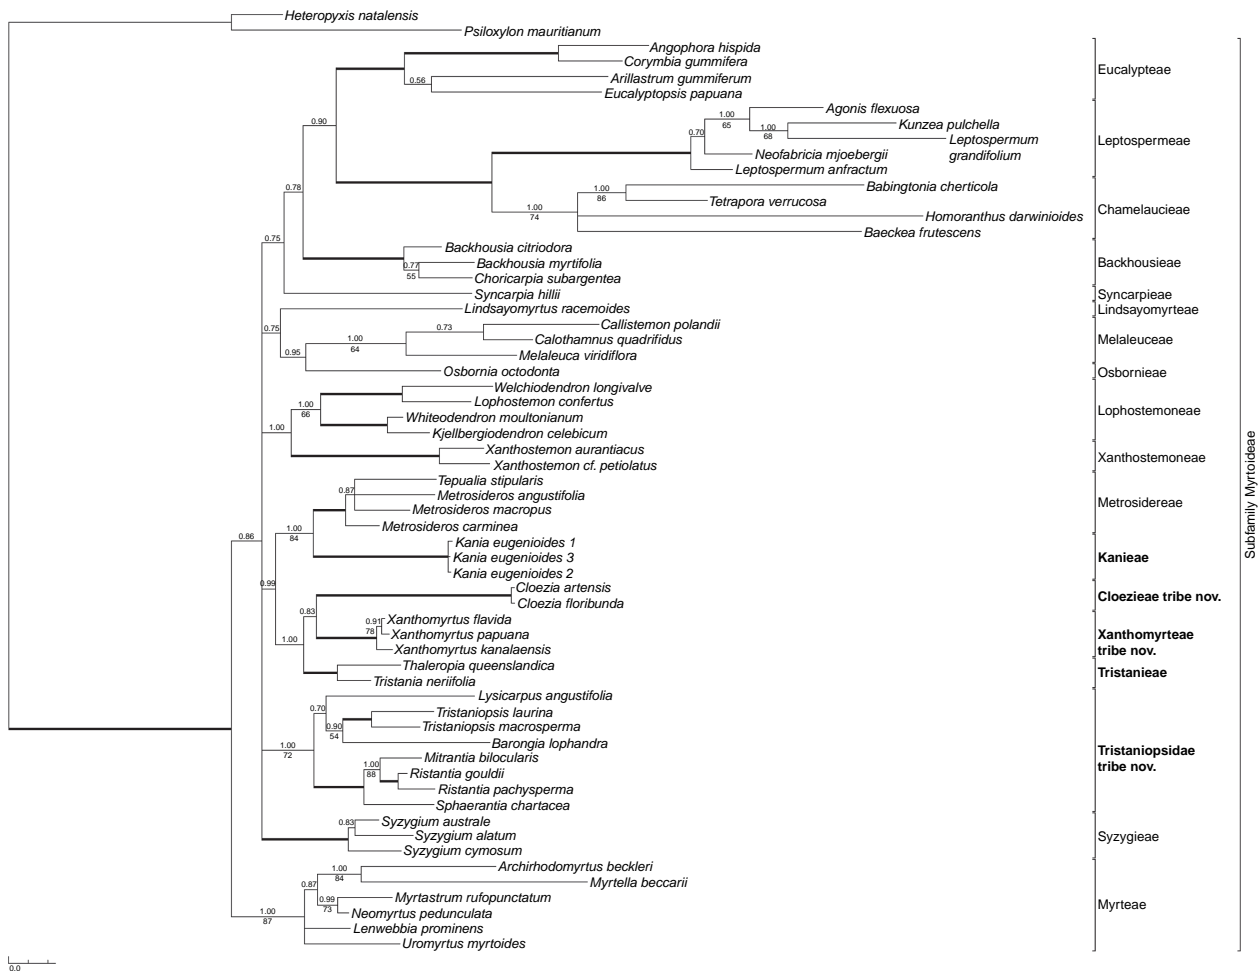 Heteropyxis natalensis
Psiloxylon mauritianum
Angophora hispida
Corymbia gummifera
Eucalypteae
0.56
Arillastrum gummiferum
Eucalyptopsis papuana
Agonis flexuosa
1.00
65
Kunzea pulchella
0.90
1.00
68
0.70
Leptospermum
grandifolium
Leptospermeae
Neofabricia mjoebergii
Leptospermum anfractum
0.78
1.00
86
Babingtonia cherticola
Tetrapora verrucosa
1.00
74
Chamelaucieae
Homoranthus darwinioides
Baeckea frutescens
0.75
Backhousia citriodora
0.77
55
Backhousia myrtifolia
Backhousieae
Choricarpia subargentea
Syncarpia hillii
Syncarpieae
Lindsayomyrtus racemoides
Lindsayomyrteae
0.75
Callistemon polandii
0.73
1.00
64
Calothamnus quadrifidus
Melaleuceae
0.95
Melaleuca viridiflora
Osbornia octodonta
Osbornieae
Welchiodendron longivalve
1.00
66
Lophostemon confertus
Lophostemoneae
Whiteodendron moultonianum
1.00
Kjellbergiodendron celebicum
Xanthostemon aurantiacus
Xanthostemoneae
Xanthostemon cf. petiolatus
Tepualia stipularis
0.87
Metrosideros angustifolia
Metrosidereae
Metrosideros macropus
Metrosideros carminea
1.00
84
0.86
Kania eugenioides 1
Kania eugenioides 3
Kanieae
Kania eugenioides 2
0.99
Cloezia artensis
Cloezieae tribe nov.
Cloezia floribunda
0.83
0.91
78
Xanthomyrtus flavida
Xanthomyrtus papuana
Xanthomyrteae
tribe nov.
Xanthomyrtus kanalaensis
1.00
Thaleropia queenslandica
Tristanieae
Tristania neriifolia
Lysicarpus angustifolia
0.70
Tristaniopsis laurina
0.90
54
Tristaniopsis macrosperma
Barongia lophandra
1.00
72
Tristaniopsidae
tribe nov.
Mitrantia bilocularis
1.00
88
Ristantia gouldii
Ristantia pachysperma
Sphaerantia chartacea
0.83
Syzygium australe
Syzygium alatum
Syzygieae
Syzygium cymosum
Archirhodomyrtus beckleri
1.00
84
Myrtella beccarii
0.87
0.99
73
Myrtastrum rufopunctatum
Myrteae
1.00
87
Neomyrtus pedunculata
Lenwebbia prominens
Uromyrtus myrtoides
Subfamily Myrtoideae
0.0